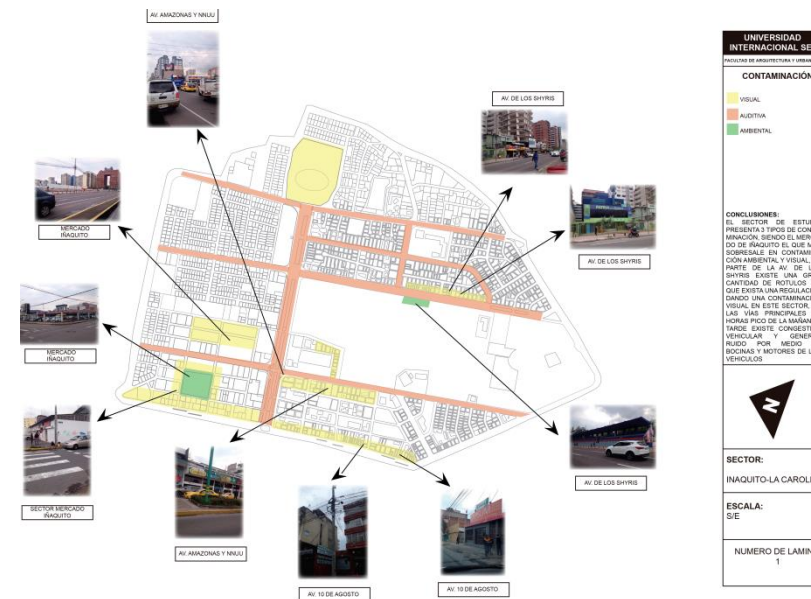 AV. AMAZONAS Y NNUU
AV. DE LOS SHYRIS
MERCADO
IÑAQUITO
AV. DE LOS SHYRIS
MERCADO
IÑAQUITO
SECTOR MERCADO
IÑAQUITO
AV. AMAZONAS Y NNUU
AV. 10 DE AGOSTO
AV. 10 DE AGOSTO
AV. DE LOS SHYRIS
UNIVERSIDAD
INTERNACIONAL SE
FACULTAD DE ARQUITECTURA Y URBAN
CONTAMINACIÓN
VISUAL
AUDITIVA
AMBIENTAL
CONCLUSIONES:
EL SECTOR DE ESTU
PRESENTA 3 TIPOS DE CON
MINACIÓN, SIENDO EL MER
DO DE IÑAQUITO EL QUE M
SOBRESALE EN CONTAMI
CIÓN AMBIENTAL Y VISUAL,
PARTE DE LA AV. DE L
SHYRIS EXISTE UNA GR
CANTIDAD DE ROTULOS
QUE EXISTA UNA REGULACI
DANDO UNA CONTAMINAC
VISUAL EN ESTE SECTOR,
LAS VÍAS PRINCIPALES
HORAS PICO DE LA MAÑAN
TARDE EXISTE CONGESTI
VEHICULAR Y GENER
RUIDO POR MEDIO
BOCINAS Y MOTORES DE L
VEHICULOS
N
SECTOR:
INAQUITO-LA CAROLI
ESCALA:
S/E
NUMERO DE LAMIN
1